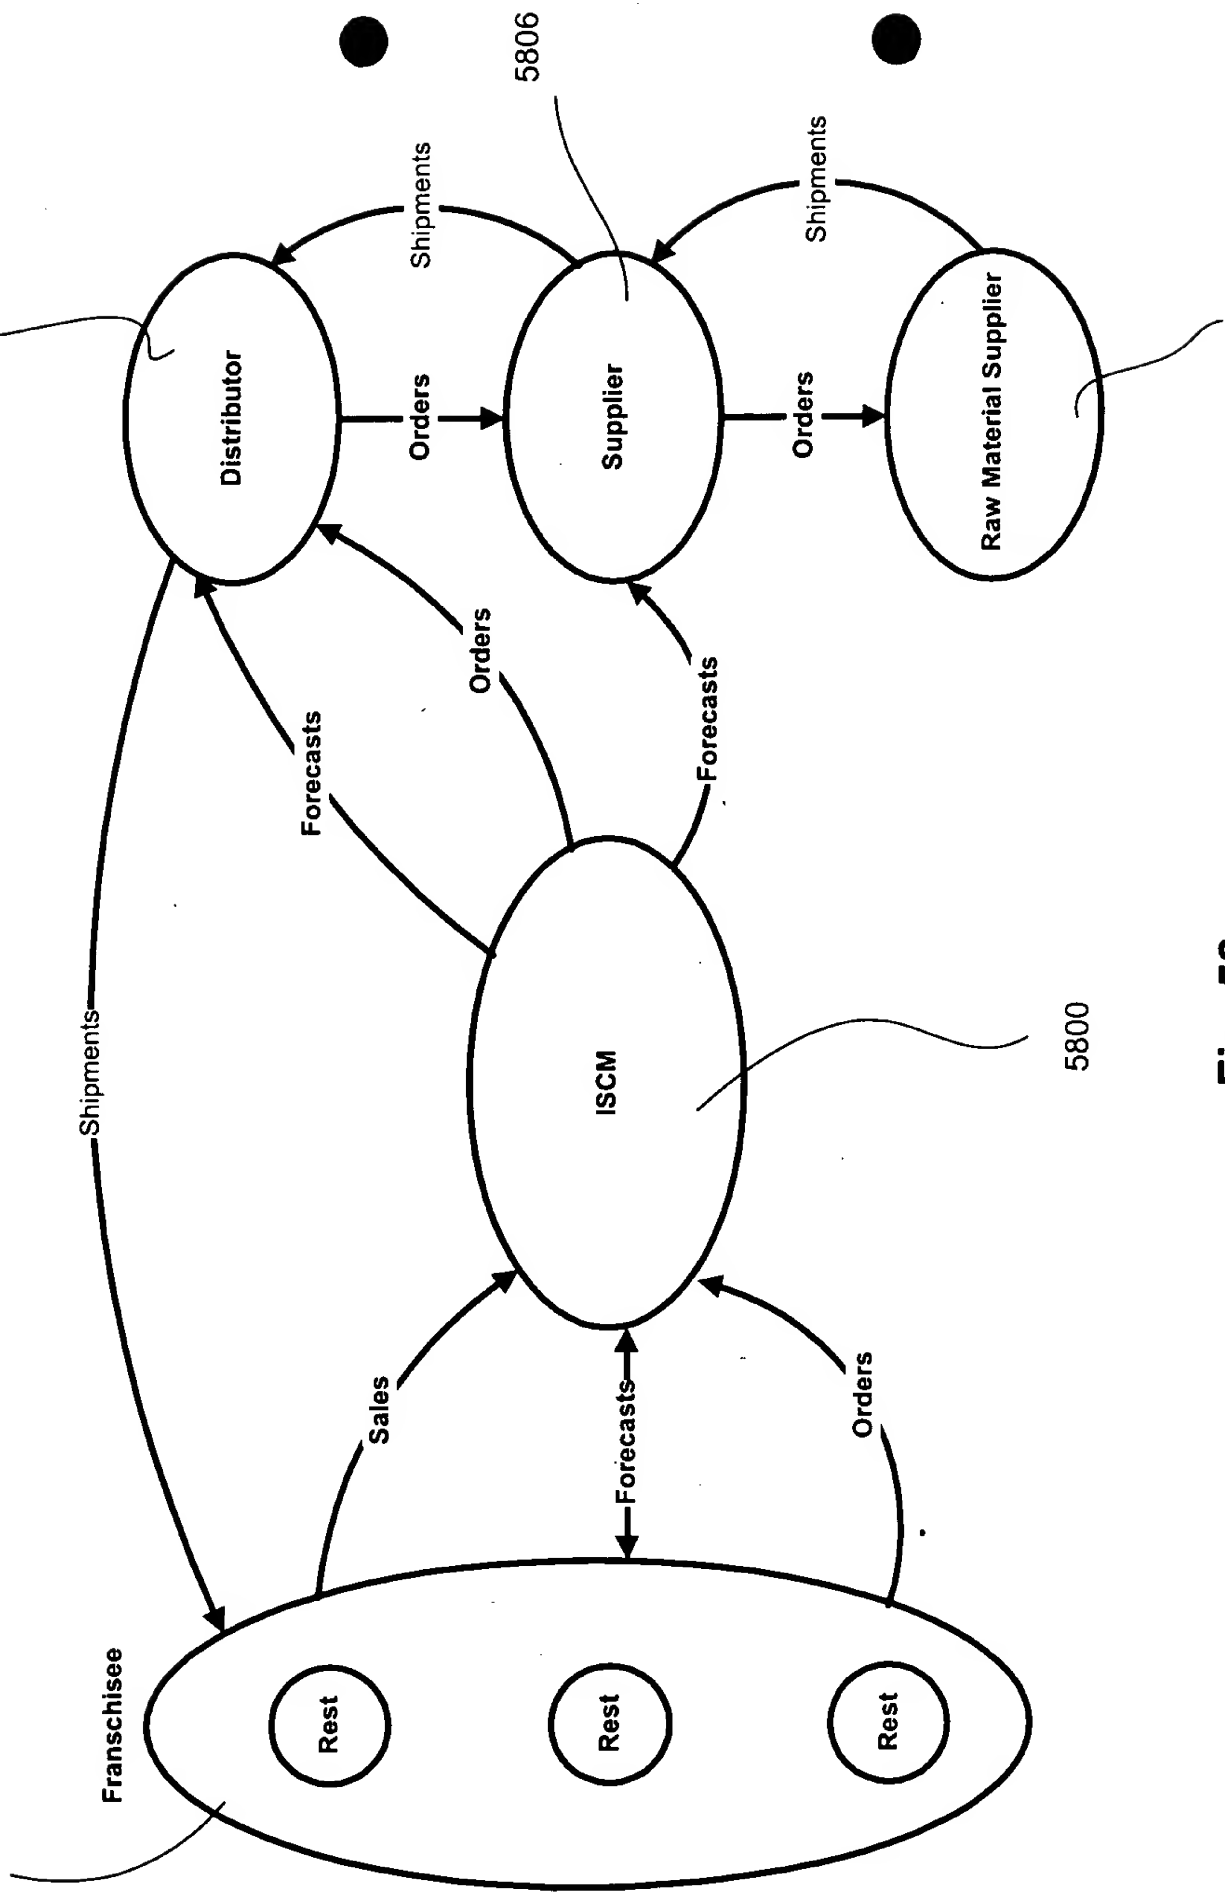 Shipments
Franschisee
Distributor
Forecasts
Rest
Sales
Orders
Shipments
Orders
5806
Rest
Forecasts
ISCM
Supplier
Forecasts
Orders
Shipments
Rest
Orders
Raw Material Supplier
5800